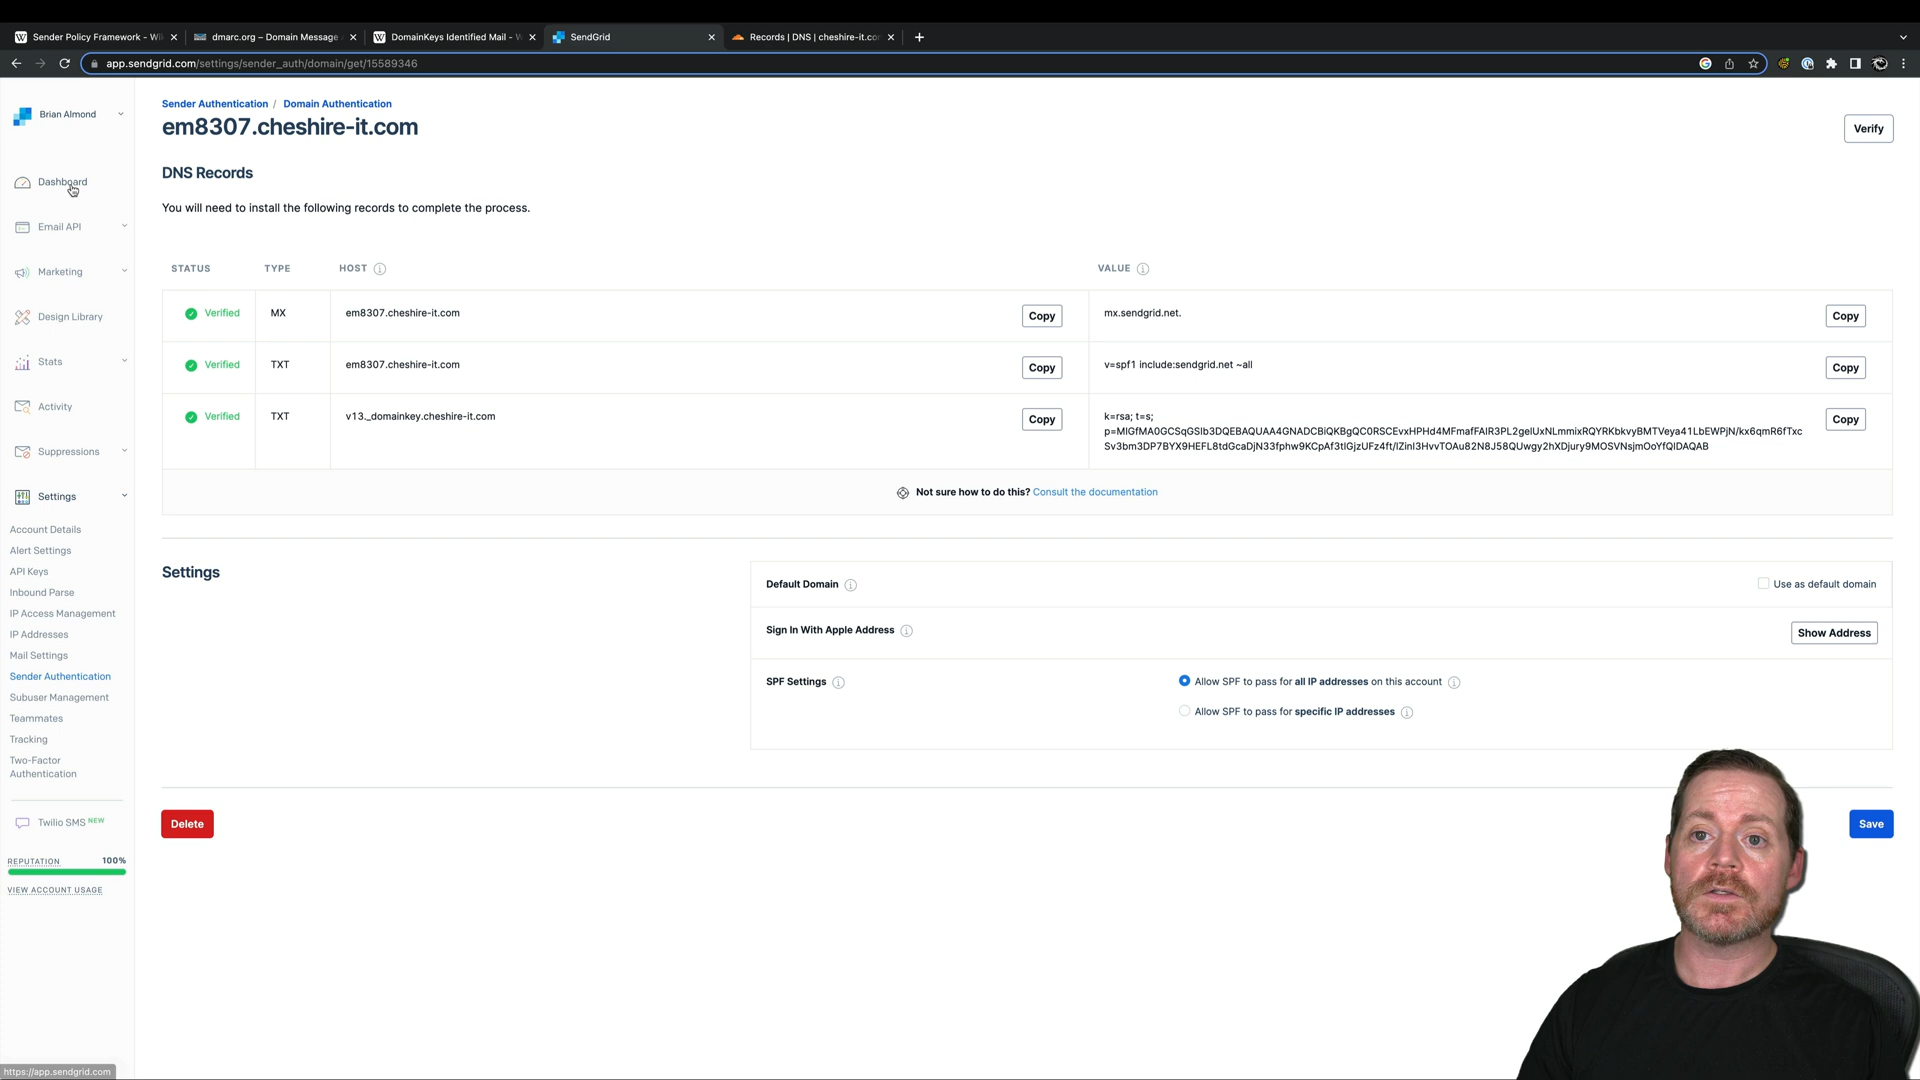 Sender Policy Framework - Wi
dmarc.org – Domain Message
DomainKeys Identified Mail - W
SendGrid
Records | DNS | cheshire-it.co
app.sendgrid.com/settings/sender_auth/domain/get/15589346
Brian Almond
Dashboard
Email API
Marketing
Design Library
Stats
Activity
Suppressions
Settings
Account Details
Alert Settings
API Keys
Inbound Parse
IP Access Management
IP Addresses
Mail Settings
Sender Authentication
Subuser Management
Teammates
Tracking
Two-Factor
Authentication
Twilio SMS NEW
REPUTATION 100%
VIEW ACCOUNT USAGE
https://app.sendgrid.com
Sender Authentication / Domain Authentication
em8307.cheshire-it.com
Verify
DNS Records
You will need to install the following records to complete the process.
STATUS TYPE HOST VALUE
Verified MX em8307.cheshire-it.com Copy mx.sendgrid.net. Copy
Verified TXT em8307.cheshire-it.com Copy v=spf1 include:sendgrid.net ~all Copy
Verified TXT v13._domainkey.cheshire-it.com Copy k=rsa; t=s; Copy
Not sure how to do this? Consult the documentation
Settings
Default Domain Use as default domain
Sign In With Apple Address Show Address
SPF Settings Allow SPF to pass for all IP addresses on this account
Allow SPF to pass for specific IP addresses
Delete Save